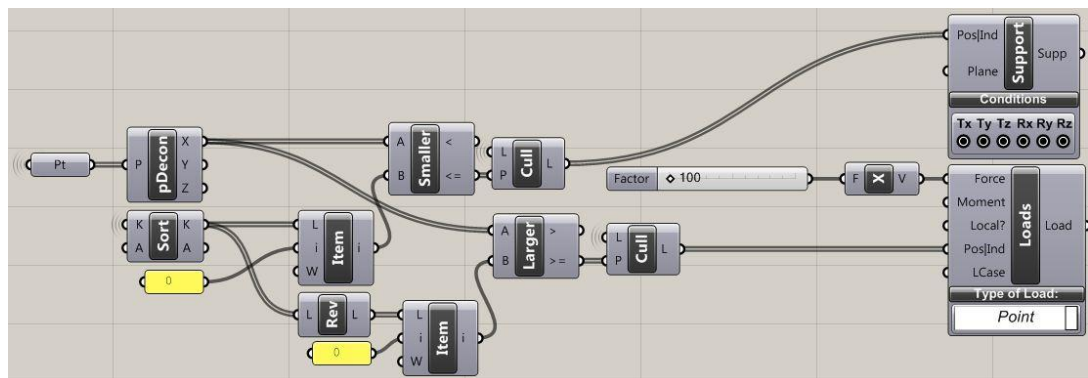 Pt
P pDecon X Y Z
K Sort K
A A
0
L i W Item i
L Rev L
0
L i W Item i
A B Smaller < <=
L P Cull L
A B Larger > >=
L P Cull L
Factor ◇ 100
F X V
Pos|Ind
Plane
Support
Supp
Conditions
Tx Ty Tz Rx Ry Rz
Force
Moment
Local?
Pos|Ind
LCase
Loads
Load
Type of Load:
Point